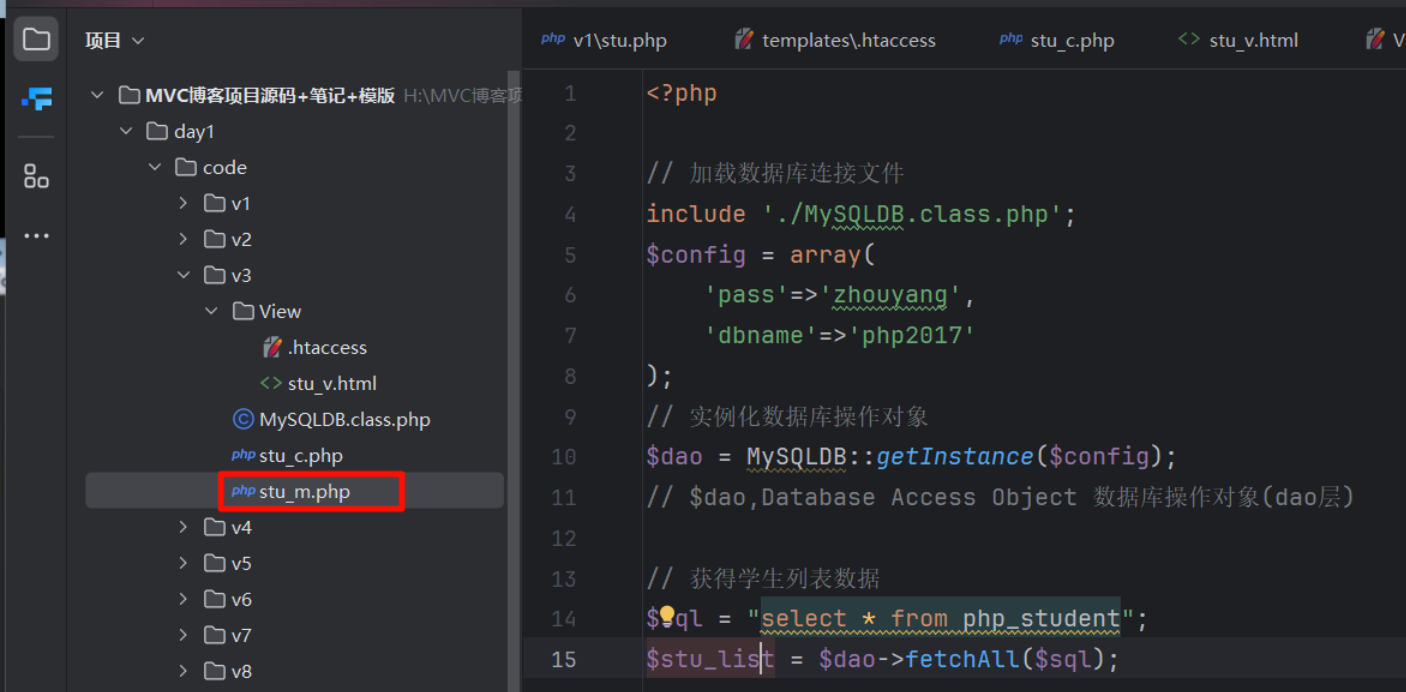 项目
MVC博客项目源码+笔记+模版 H:\MVC博客项
day1
code
v1
v2
v3
View
.htaccess
stu_v.html
MySQLDB.class.php
php stu_c.php
php stu_m.php
v4
v5
v6
v7
v8
php v1\stu.php templates\.htaccess php stu_c.php stu_v.html V
1 <?php
2
3 // 加载数据库连接文件
4 include './MySQLDB.class.php';
5 $config = array(
6 'pass'=>'zhouyang',
7 'dbname'=>'php2017'
8 );
9 // 实例化数据库操作对象
10 $dao = MySQLDB::getInstance($config);
11 // $dao,Database Access Object 数据库操作对象(dao层)
12
13 // 获得学生列表数据
14 $ql = "select * from php_student";
15 $stu_list = $dao->fetchAll($sql);